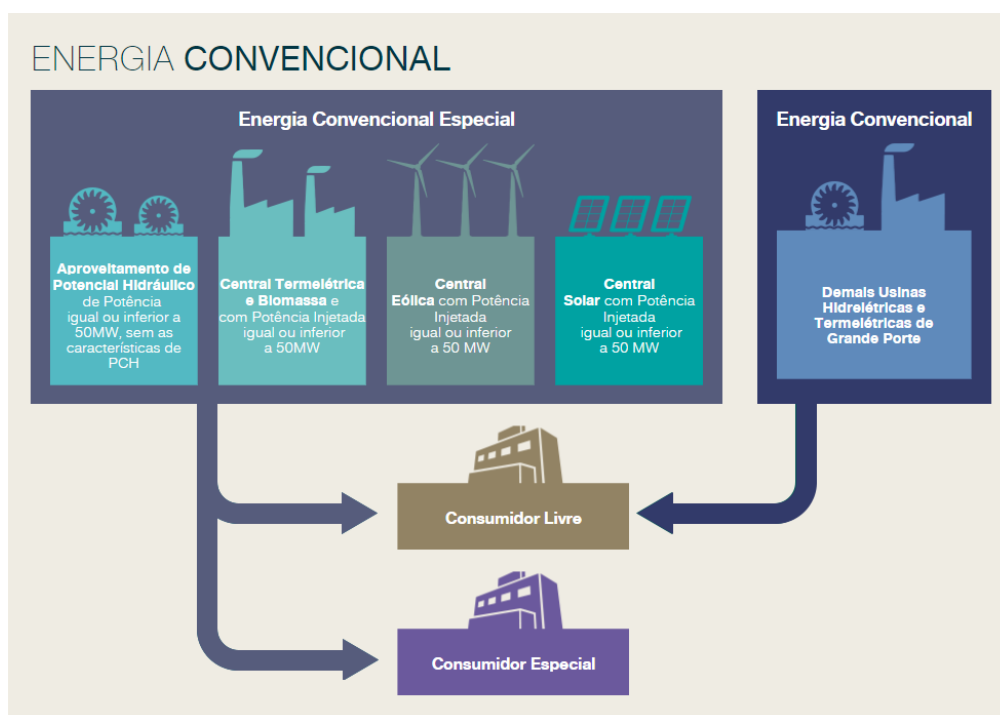 ENERGIA CONVENCIONAL
Energia Convencional Especial
Aproveitamento de
Potencial Hidráulico
de Potência
igual ou inferior a
50MW, sem as
características de
PCH
Central Termelétrica
e Biomassa e
com Potência Injetada
igual ou inferior
a 50MW
Central
Eólica com Potência
Injetada
igual ou inferior
a 50 MW
Central
Solar com Potência
Injetada
igual ou inferior
a 50 MW
Energia Convencional
Demais Usinas
Hidrelétricas e
Termelétricas de
Grande Porte
Consumidor Livre
Consumidor Especial